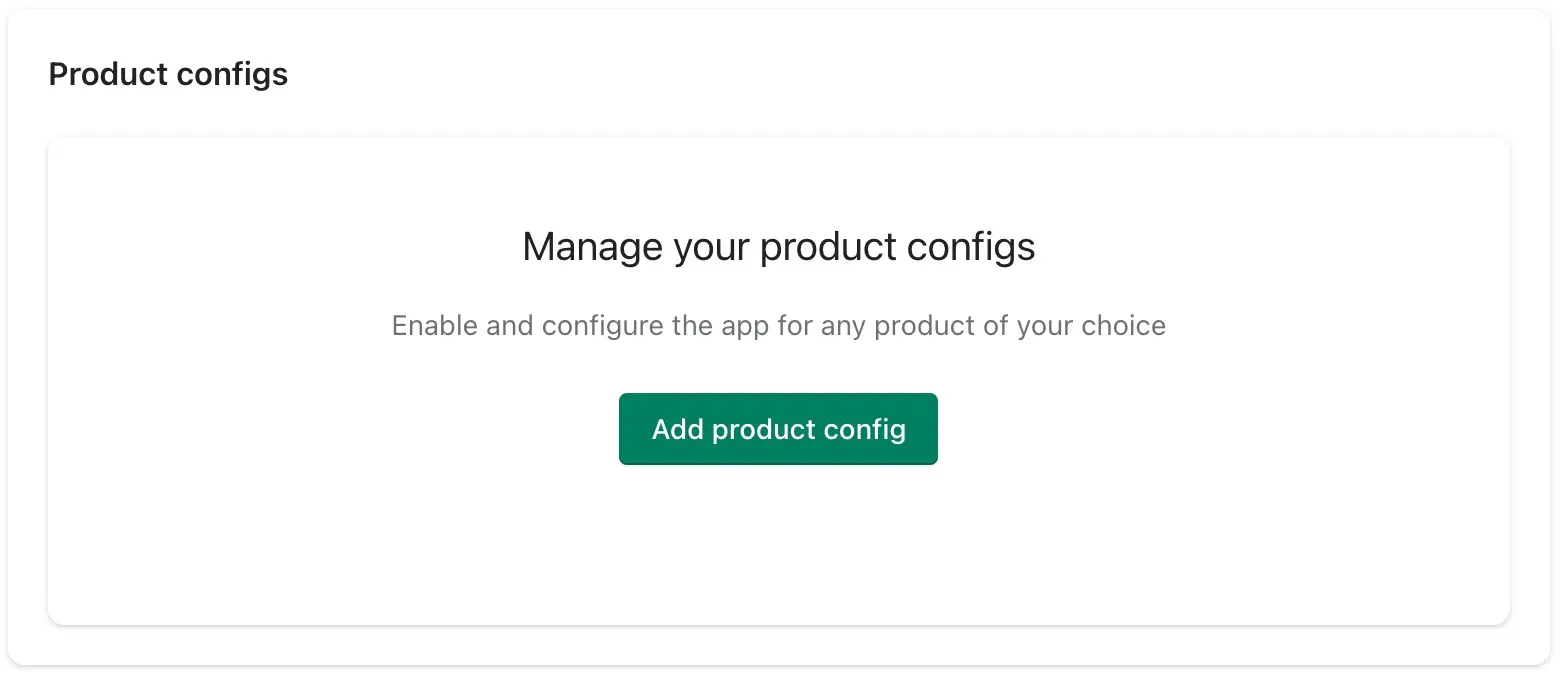 Product configs
Manage your product configs
Enable and configure the app for any product of your choice
Add product config